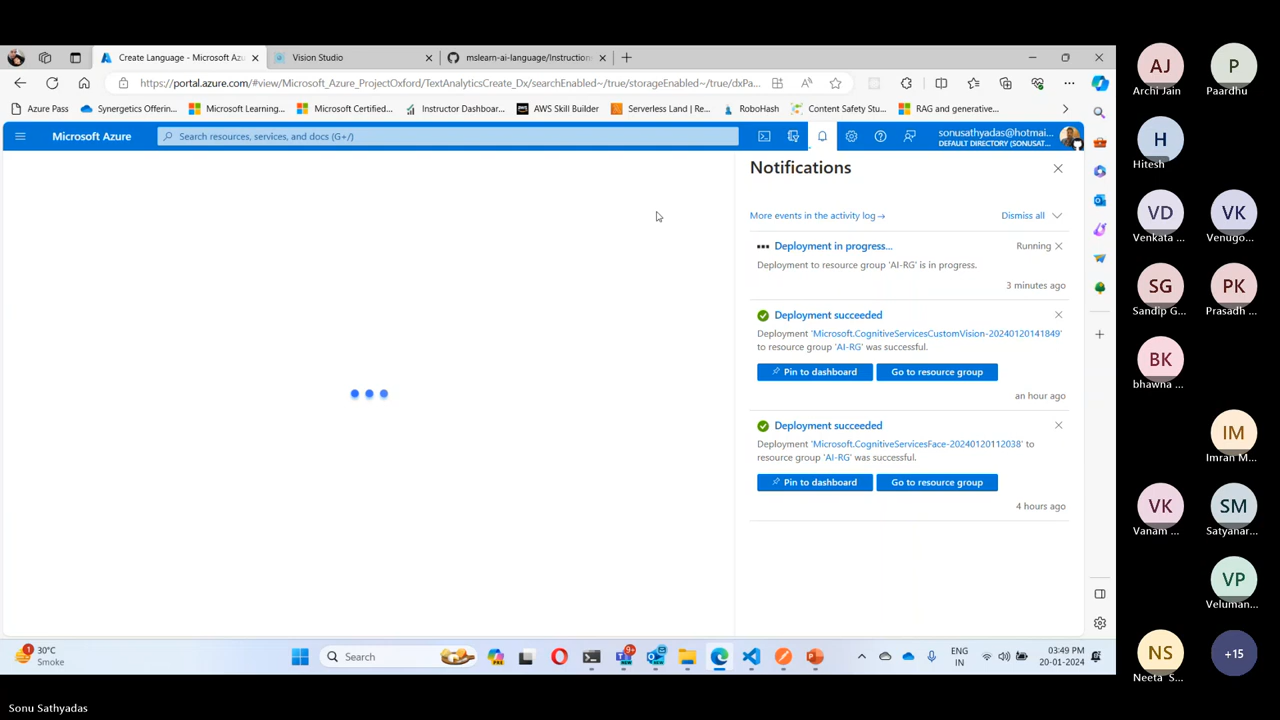 Create Language - Microsoft Az
Vision Studio
mslearn-ai-language/Instruction
https://portal.azure.com/#view/Microsoft_Azure_ProjectOxford/TextAnalyticsCreate_Dx/searchEnabled~/true/storageEnabled~/true/dxPa...
Azure Pass
Synergetics Offerin...
Microsoft Learning...
Microsoft Certified...
Instructor Dashboar...
AWS Skill Builder
Serverless Land | Re...
RoboHash
Content Safety Stu...
RAG and generative...
Microsoft Azure
Search resources, services, and docs (G+/)
sonusathyadas@hotmai...
DEFAULT DIRECTORY (SONUSAT...
Notifications
More events in the activity log→
Dismiss all
Deployment in progress...
Running
Deployment to resource group 'AI-RG' is in progress.
3 minutes ago
Deployment succeeded
Deployment 'Microsoft.CognitiveServicesCustomVision-20240120141849'
to resource group 'AI-RG' was successful.
Pin to dashboard
Go to resource group
an hour ago
Deployment succeeded
Deployment 'Microsoft.CognitiveServicesFace-20240120112038' to
resource group 'AI-RG' was successful.
Pin to dashboard
Go to resource group
4 hours ago
1
30°C
Smoke
Search
PRE
9+
NEW
NEW
ENG
IN
03:49 PM
20-01-2024
AJ
Archi Jain
P
Paardhu
H
Hitesh
VD
Venkata ...
VK
Venugo...
SG
Sandip G...
PK
Prasadh ...
BK
bhawna ...
IM
Imran M...
VK
Vanam ...
SM
Satyanar...
VP
Veluman...
NS
Neeta S...
+15
Sonu Sathyadas